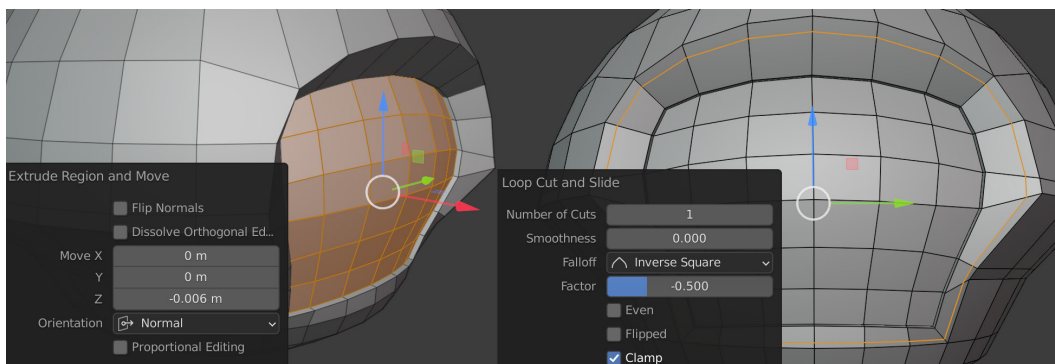 Extrude Region and Move
Flip Normals
Dissolve Orthogonal Ed...
Move X 0 m
Y 0 m
Z -0.006 m
Orientation Normal
Proportional Editing
Loop Cut and Slide
Number of Cuts 1
Smoothness 0.000
Falloff Inverse Square
Factor -0.500
Even
Flipped
Clamp